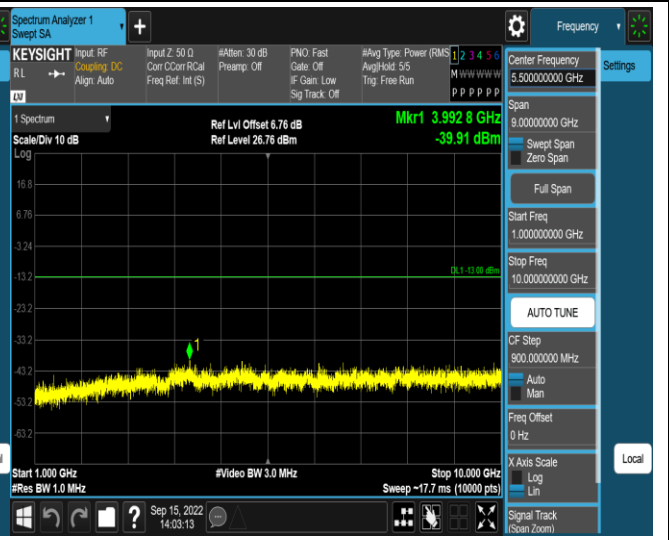 Spectrum Analyzer 1
Swept SA
Frequency
KEYSIGHT
RL
Input: RF
Coupling: DC
Align: Auto
Input Z: 50 Ω
Corr CCorr RCal
Freq Ref: Int (S)
#Atten: 30 dB
Preamp: Off
PNO: Fast
Gate: Off
IF Gain: Low
Sig Track: Off
#Avg Type: Power (RMS
Avg|Hold: 5/5
Trig: Free Run
1 2 3 4 5 6
M W W W W W
P P P P P P
LXI
1 Spectrum
Scale/Div 10 dB
Log
Ref Lvl Offset 6.76 dB
Ref Level 26.76 dBm
Mkr1 3.992 8 GHz
-39.91 dBm
16.8
6.76
-3.24
-13.2
-23.2
-33.2
-43.2
-53.2
-63.2
DL1 -13.00 dBm
1
Start 1.000 GHz
#Res BW 1.0 MHz
#Video BW 3.0 MHz
Stop 10.000 GHz
Sweep ~17.7 ms (10000 pts)
Sep 15, 2022
14:03:13
?
Center Frequency
5.500000000 GHz
Span
9.00000000 GHz
Swept Span
Zero Span
Full Span
Start Freq
1.000000000 GHz
Stop Freq
10.000000000 GHz
AUTO TUNE
CF Step
900.000000 MHz
Auto
Man
Freq Offset
0 Hz
X Axis Scale
Log
Lin
Signal Track
(Span Zoom)
Settings
Local